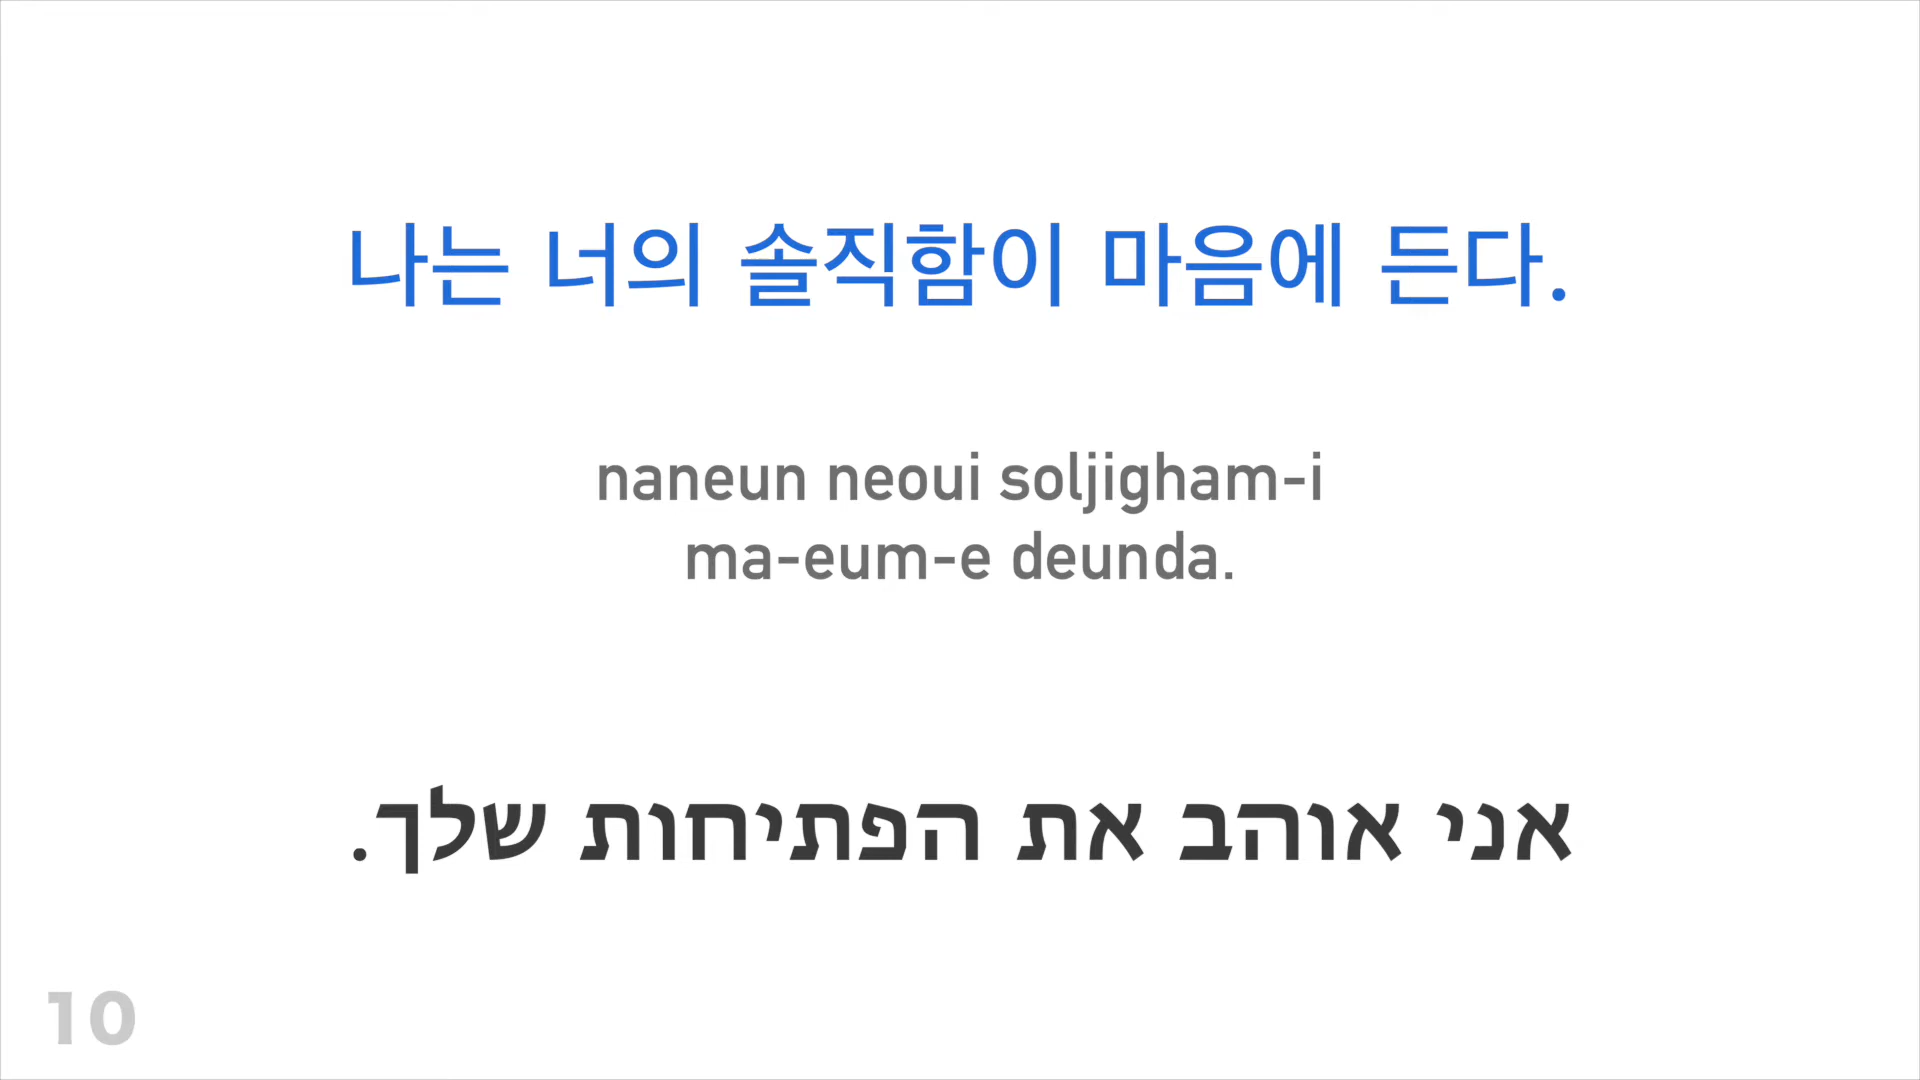 나는 너의 솔직함이 마음에 든다.
naneun neoui soljigham-i
ma-eum-e deunda.
אני אוהב את הפתיחות שלך.
10